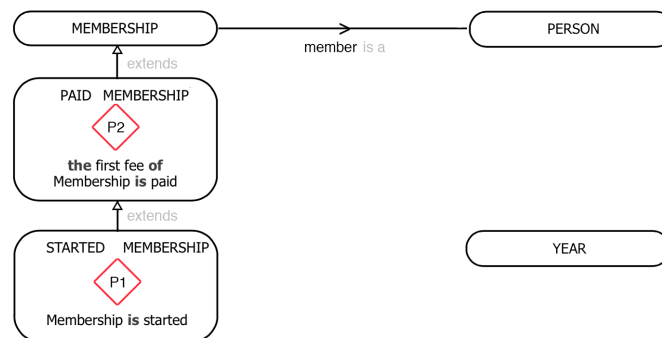 MEMBERSHIP
PERSON
member is a
extends
PAID MEMBERSHIP
P2
the first fee of
Membership is paid
extends
STARTED MEMBERSHIP
YEAR
P1
Membership is started